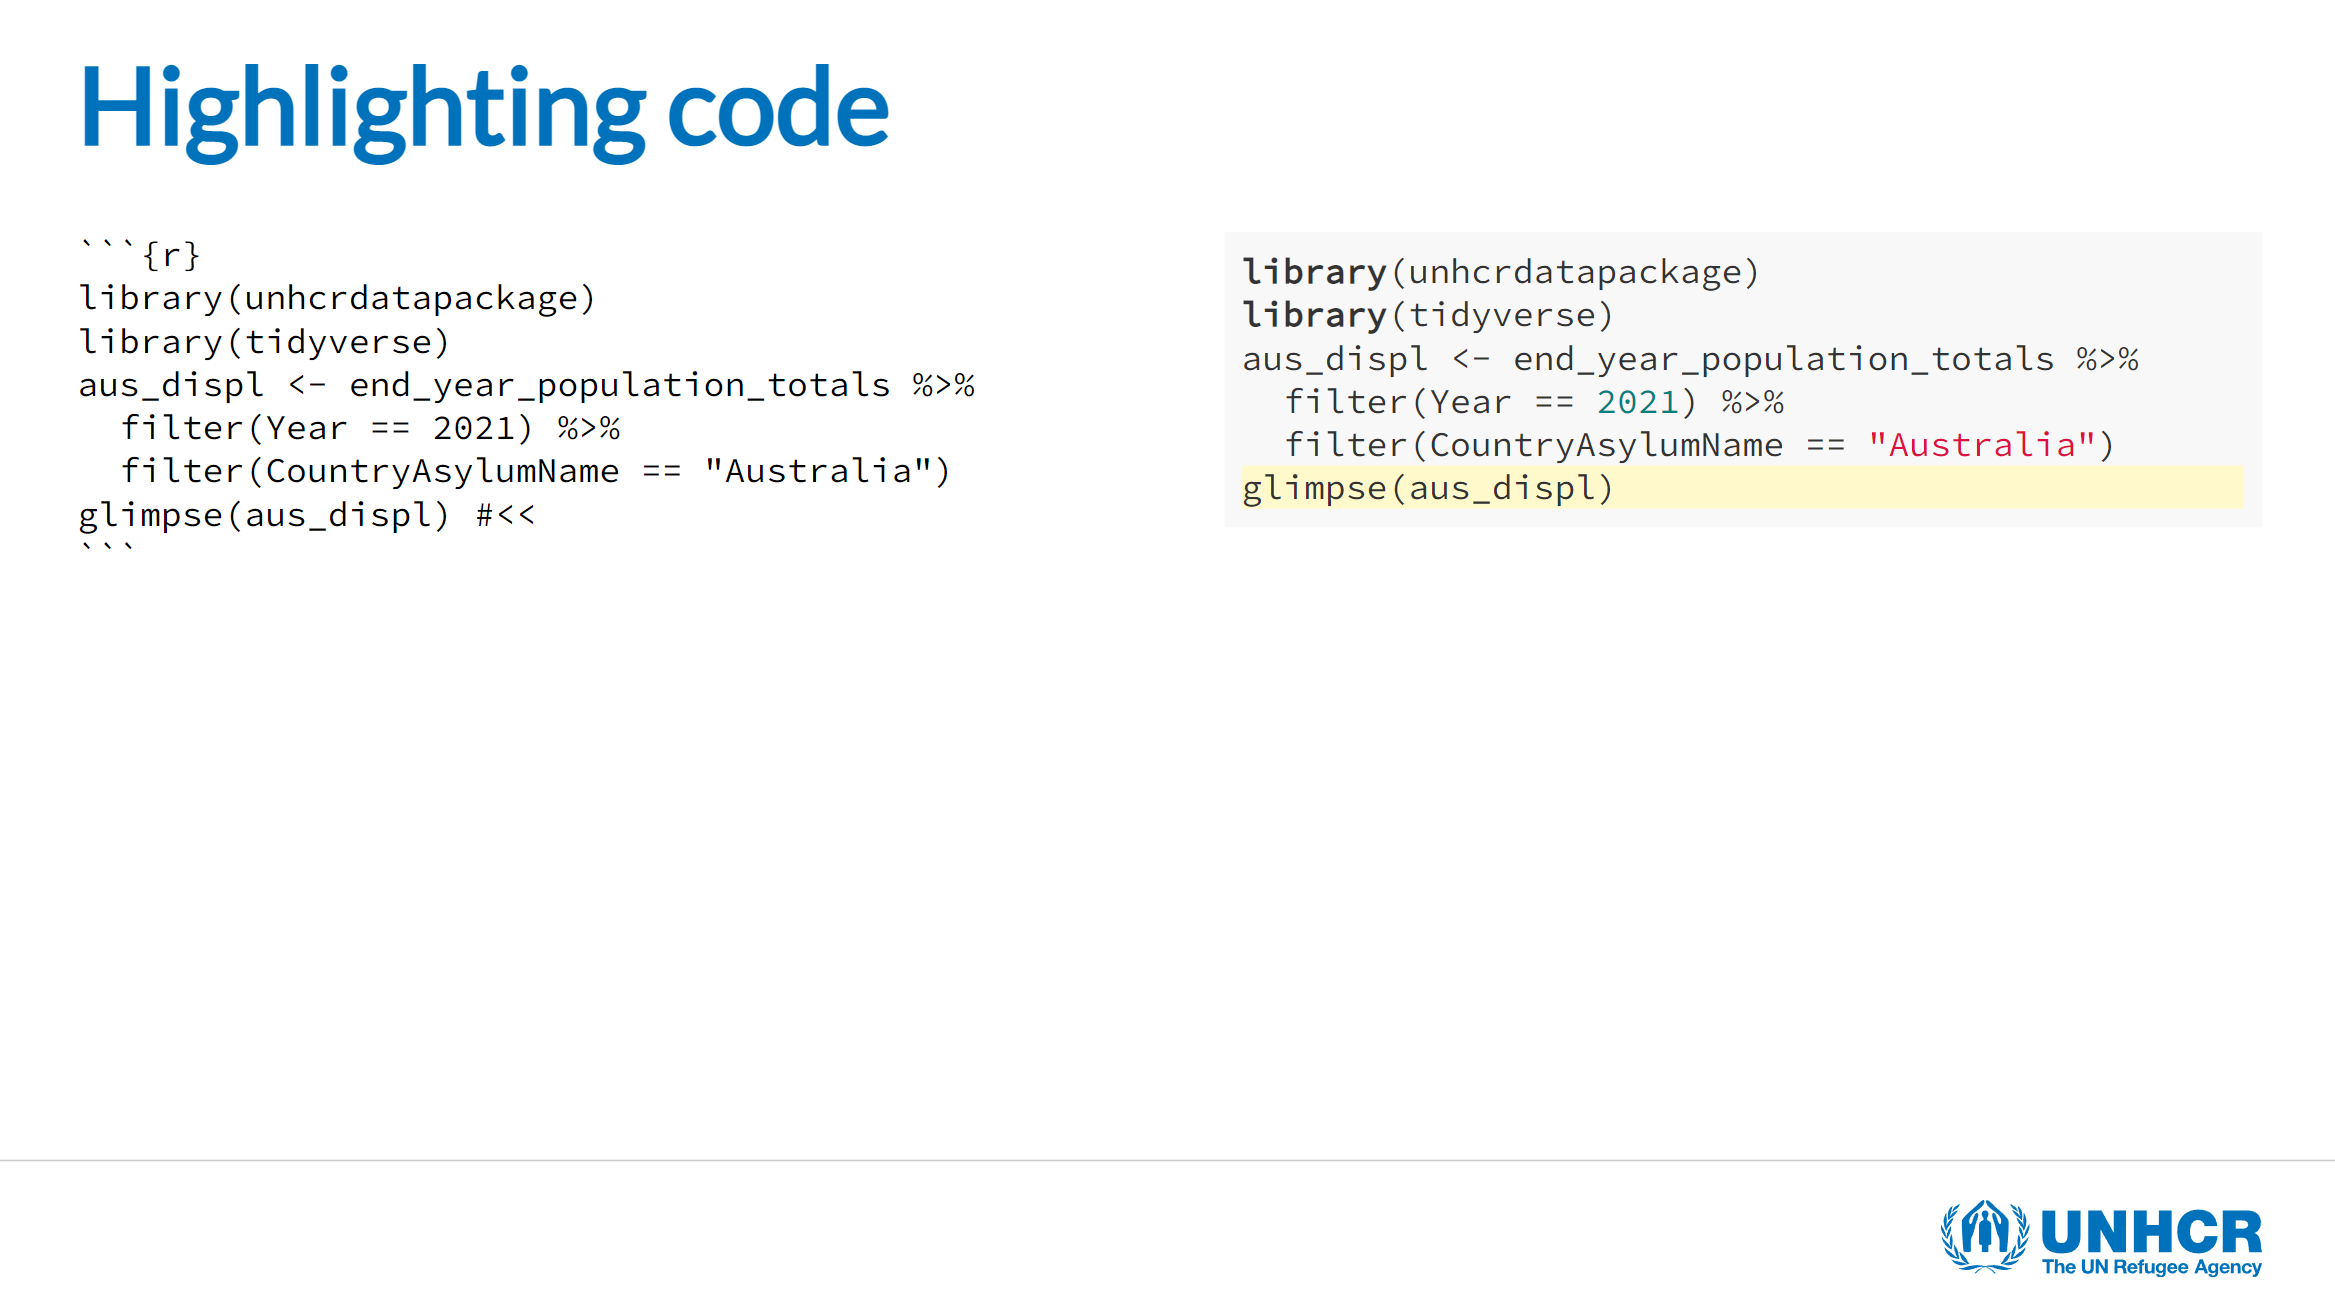 Highlighting code
```{r}
library(unhcrdatapackage)
library(tidyverse)
aus_displ <- end_year_population_totals %>%
  filter(Year == 2021) %>%
  filter(CountryAsylumName == "Australia")
glimpse(aus_displ) #<<
```
library(unhcrdatapackage)
library(tidyverse)
aus_displ <- end_year_population_totals %>%
  filter(Year == 2021) %>%
  filter(CountryAsylumName == "Australia")
glimpse(aus_displ)
UNHCR
The UN Refugee Agency